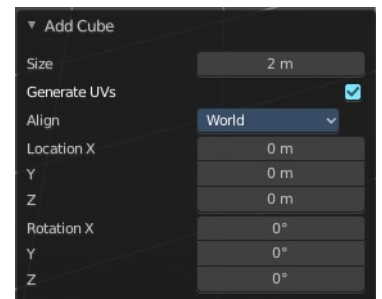 Add Cube
Size 2 m
Generate UVs
Align World
Location X 0 m
Y 0 m
Z 0 m
Rotation X 0°
Y 0°
Z 0°